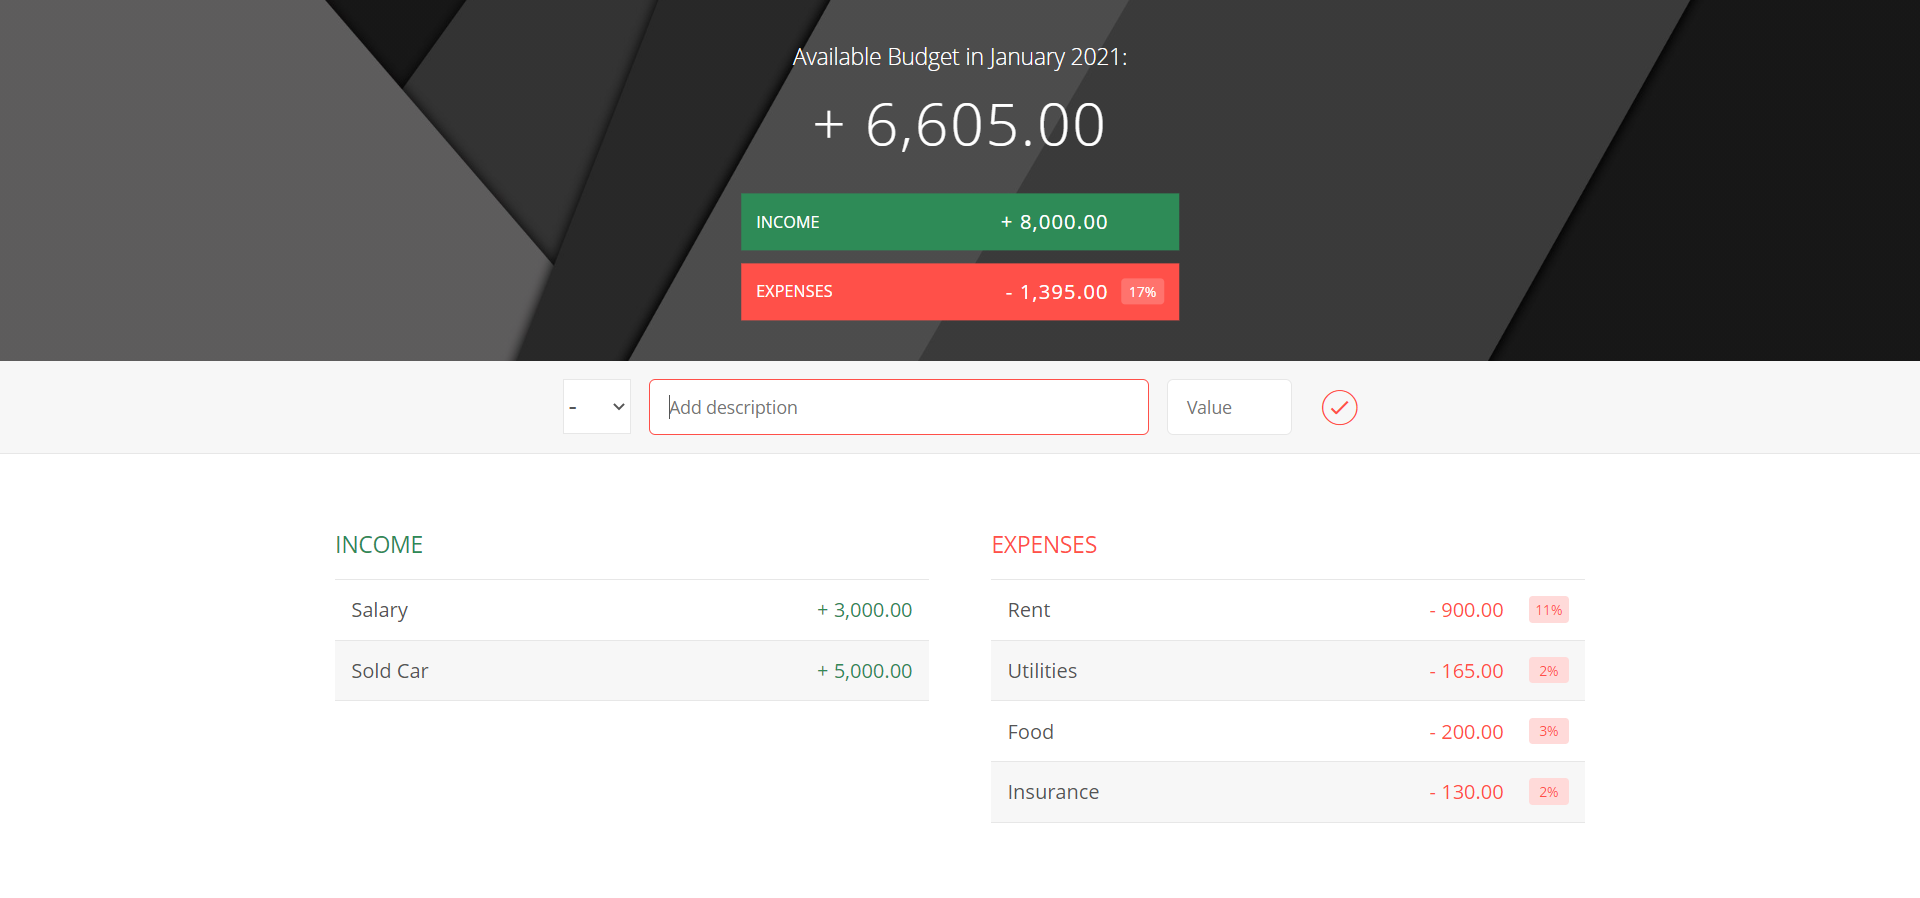 Available Budget in January 2021:
+ 6,605.00
INCOME + 8,000.00
EXPENSES - 1,395.00 17%
- Add description Value
INCOME
Salary + 3,000.00
Sold Car + 5,000.00
EXPENSES
Rent - 900.00 11%
Utilities - 165.00 2%
Food - 200.00 3%
Insurance - 130.00 2%